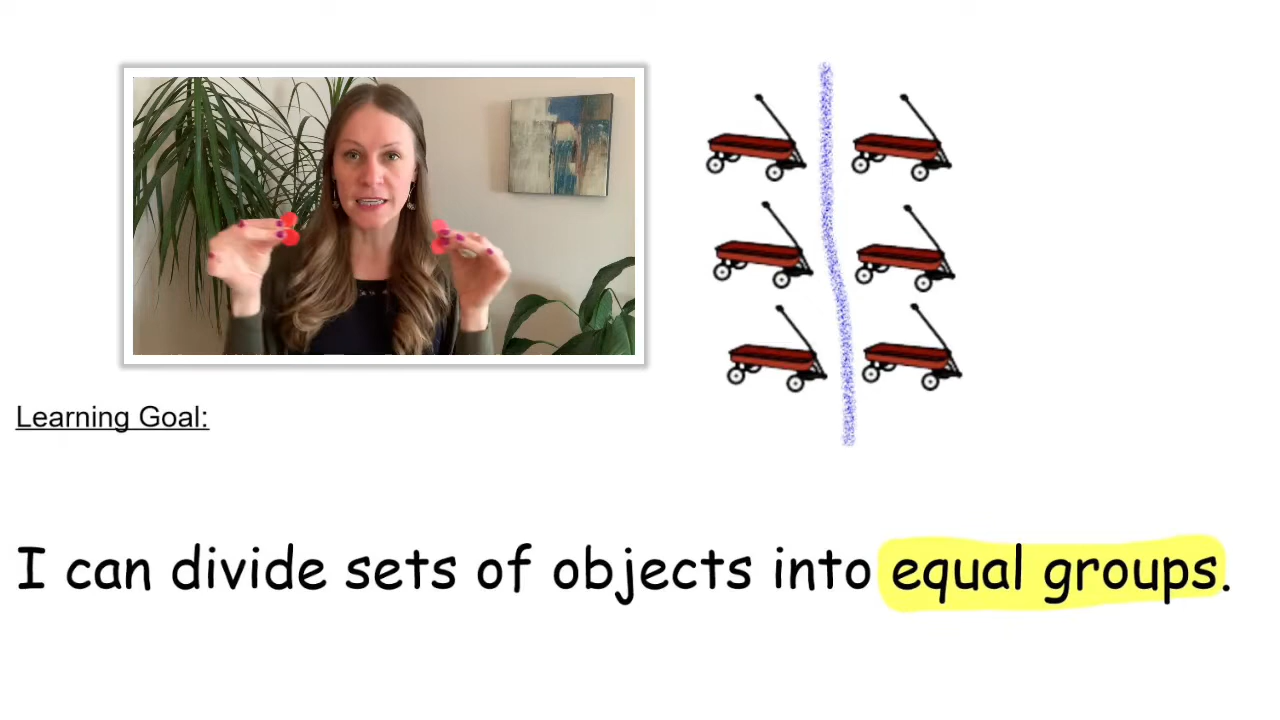 Learning Goal:
I can divide sets of objects into equal groups.